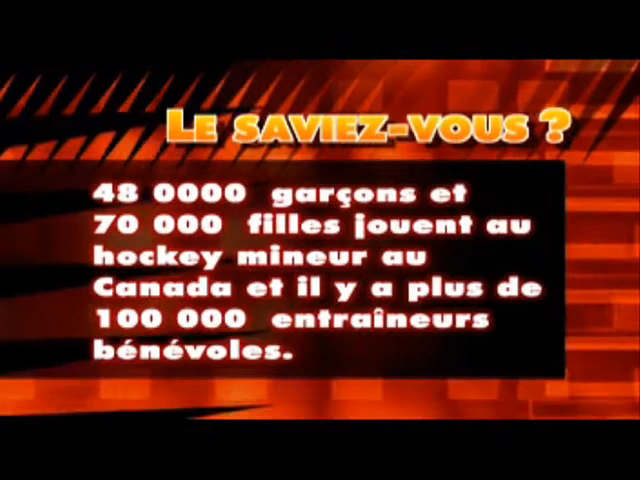 LE SAVIEZ-VOUS ?
48 0000 garçons et
70 000 filles jouent au
hockey mineur au
Canada et il y a plus de
100 000 entraîneurs
bénévoles.